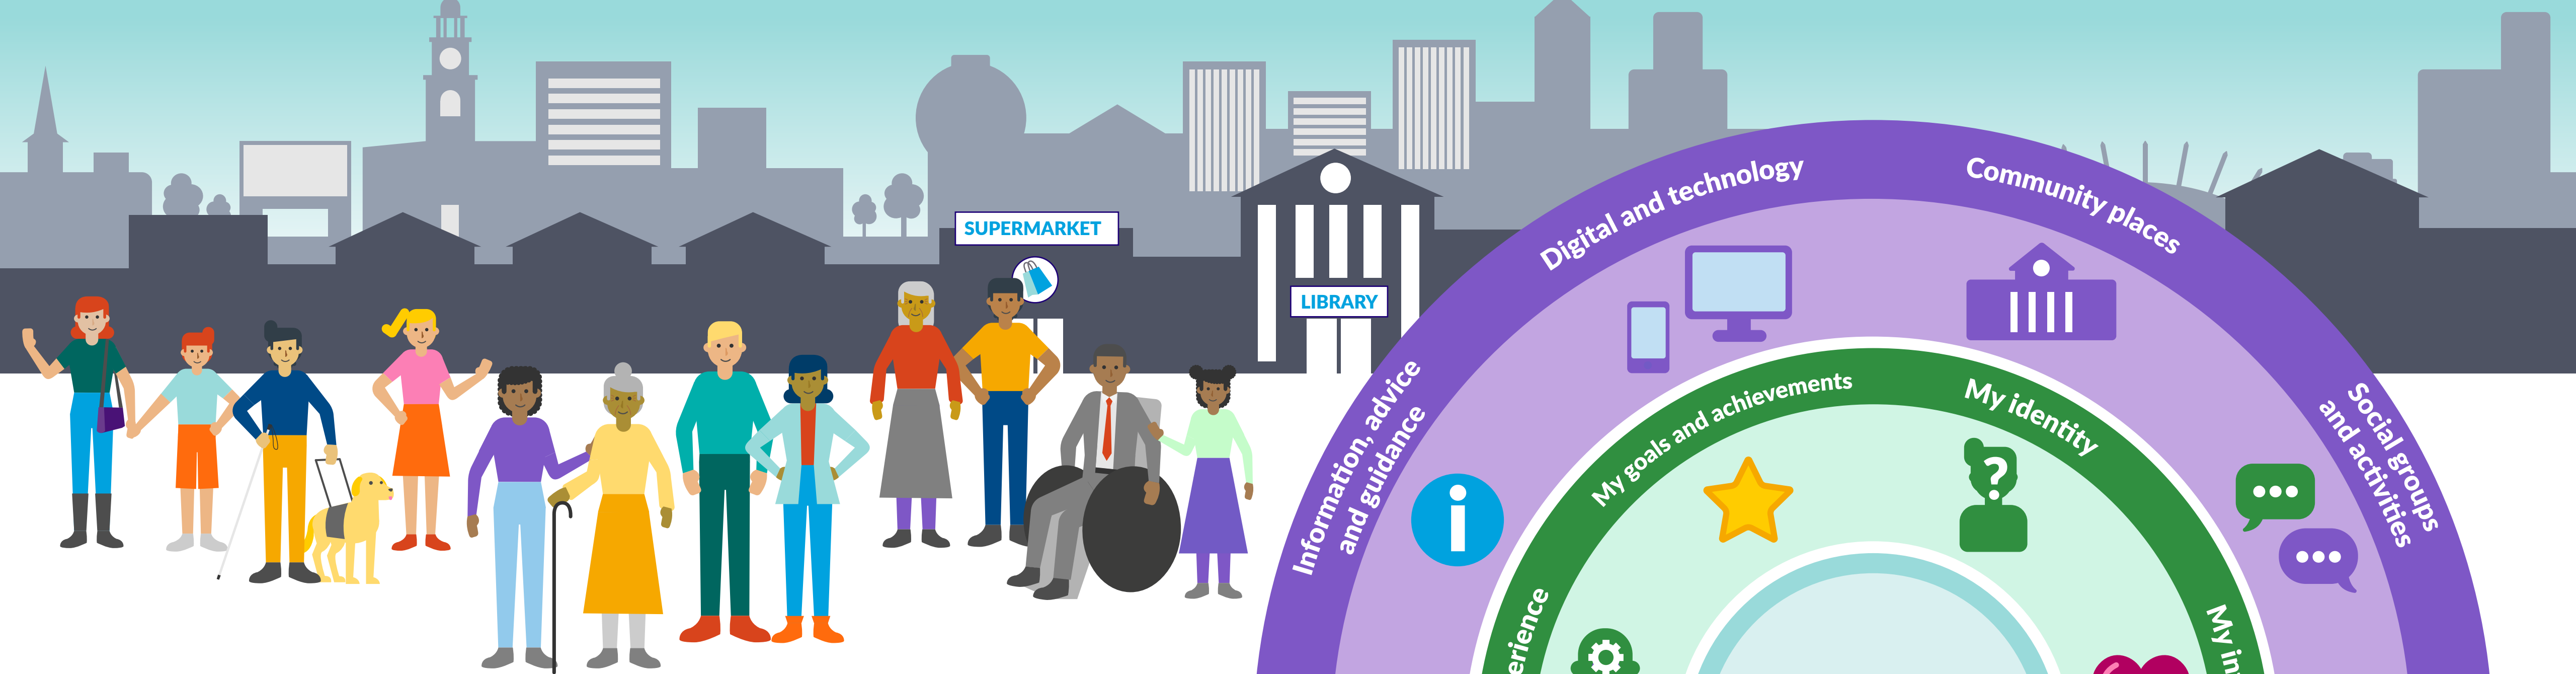 SUPERMARKET
LIBRARY
Digital and technology
Community places
Information, advice
and guidance
Social groups
and activities
My goals and achievements
My identity
?